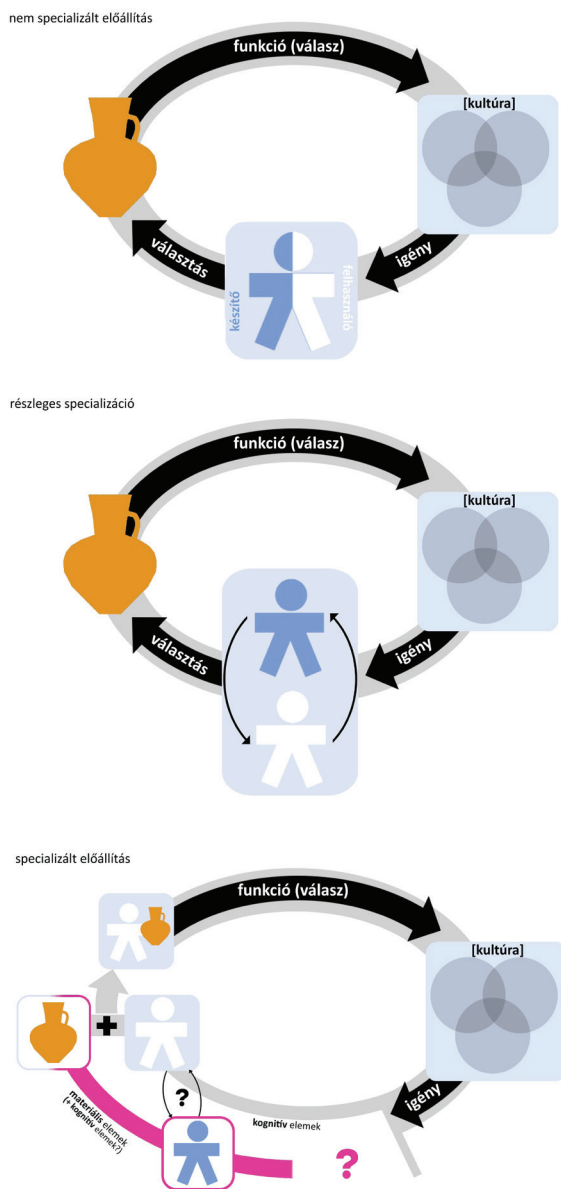 nem specializált előállítás
funkció (válasz)
[kultúra]
választás
igény
készítő
felhasználó
részleges specializáció
funkció (válasz)
[kultúra]
választás
igény
specializált előállítás
funkció (válasz)
[kultúra]
+
?
igény
materiális elemek
(+ kognitív elemek?)
kognitív elemek
?